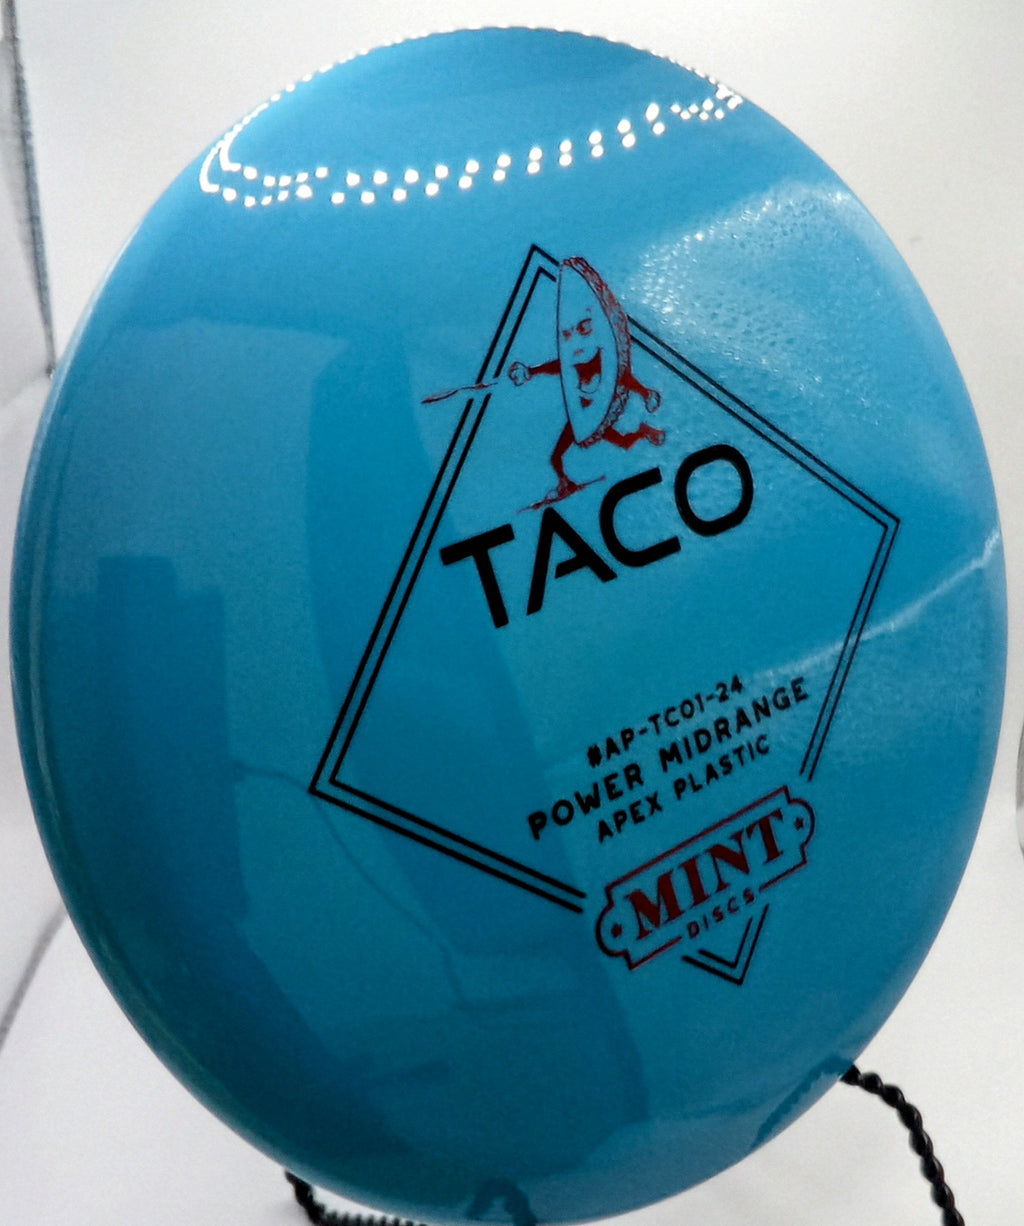 TACO
#AP-TC01-24
POWER MIDRANGE
APEX PLASTIC
MINT
DISCS